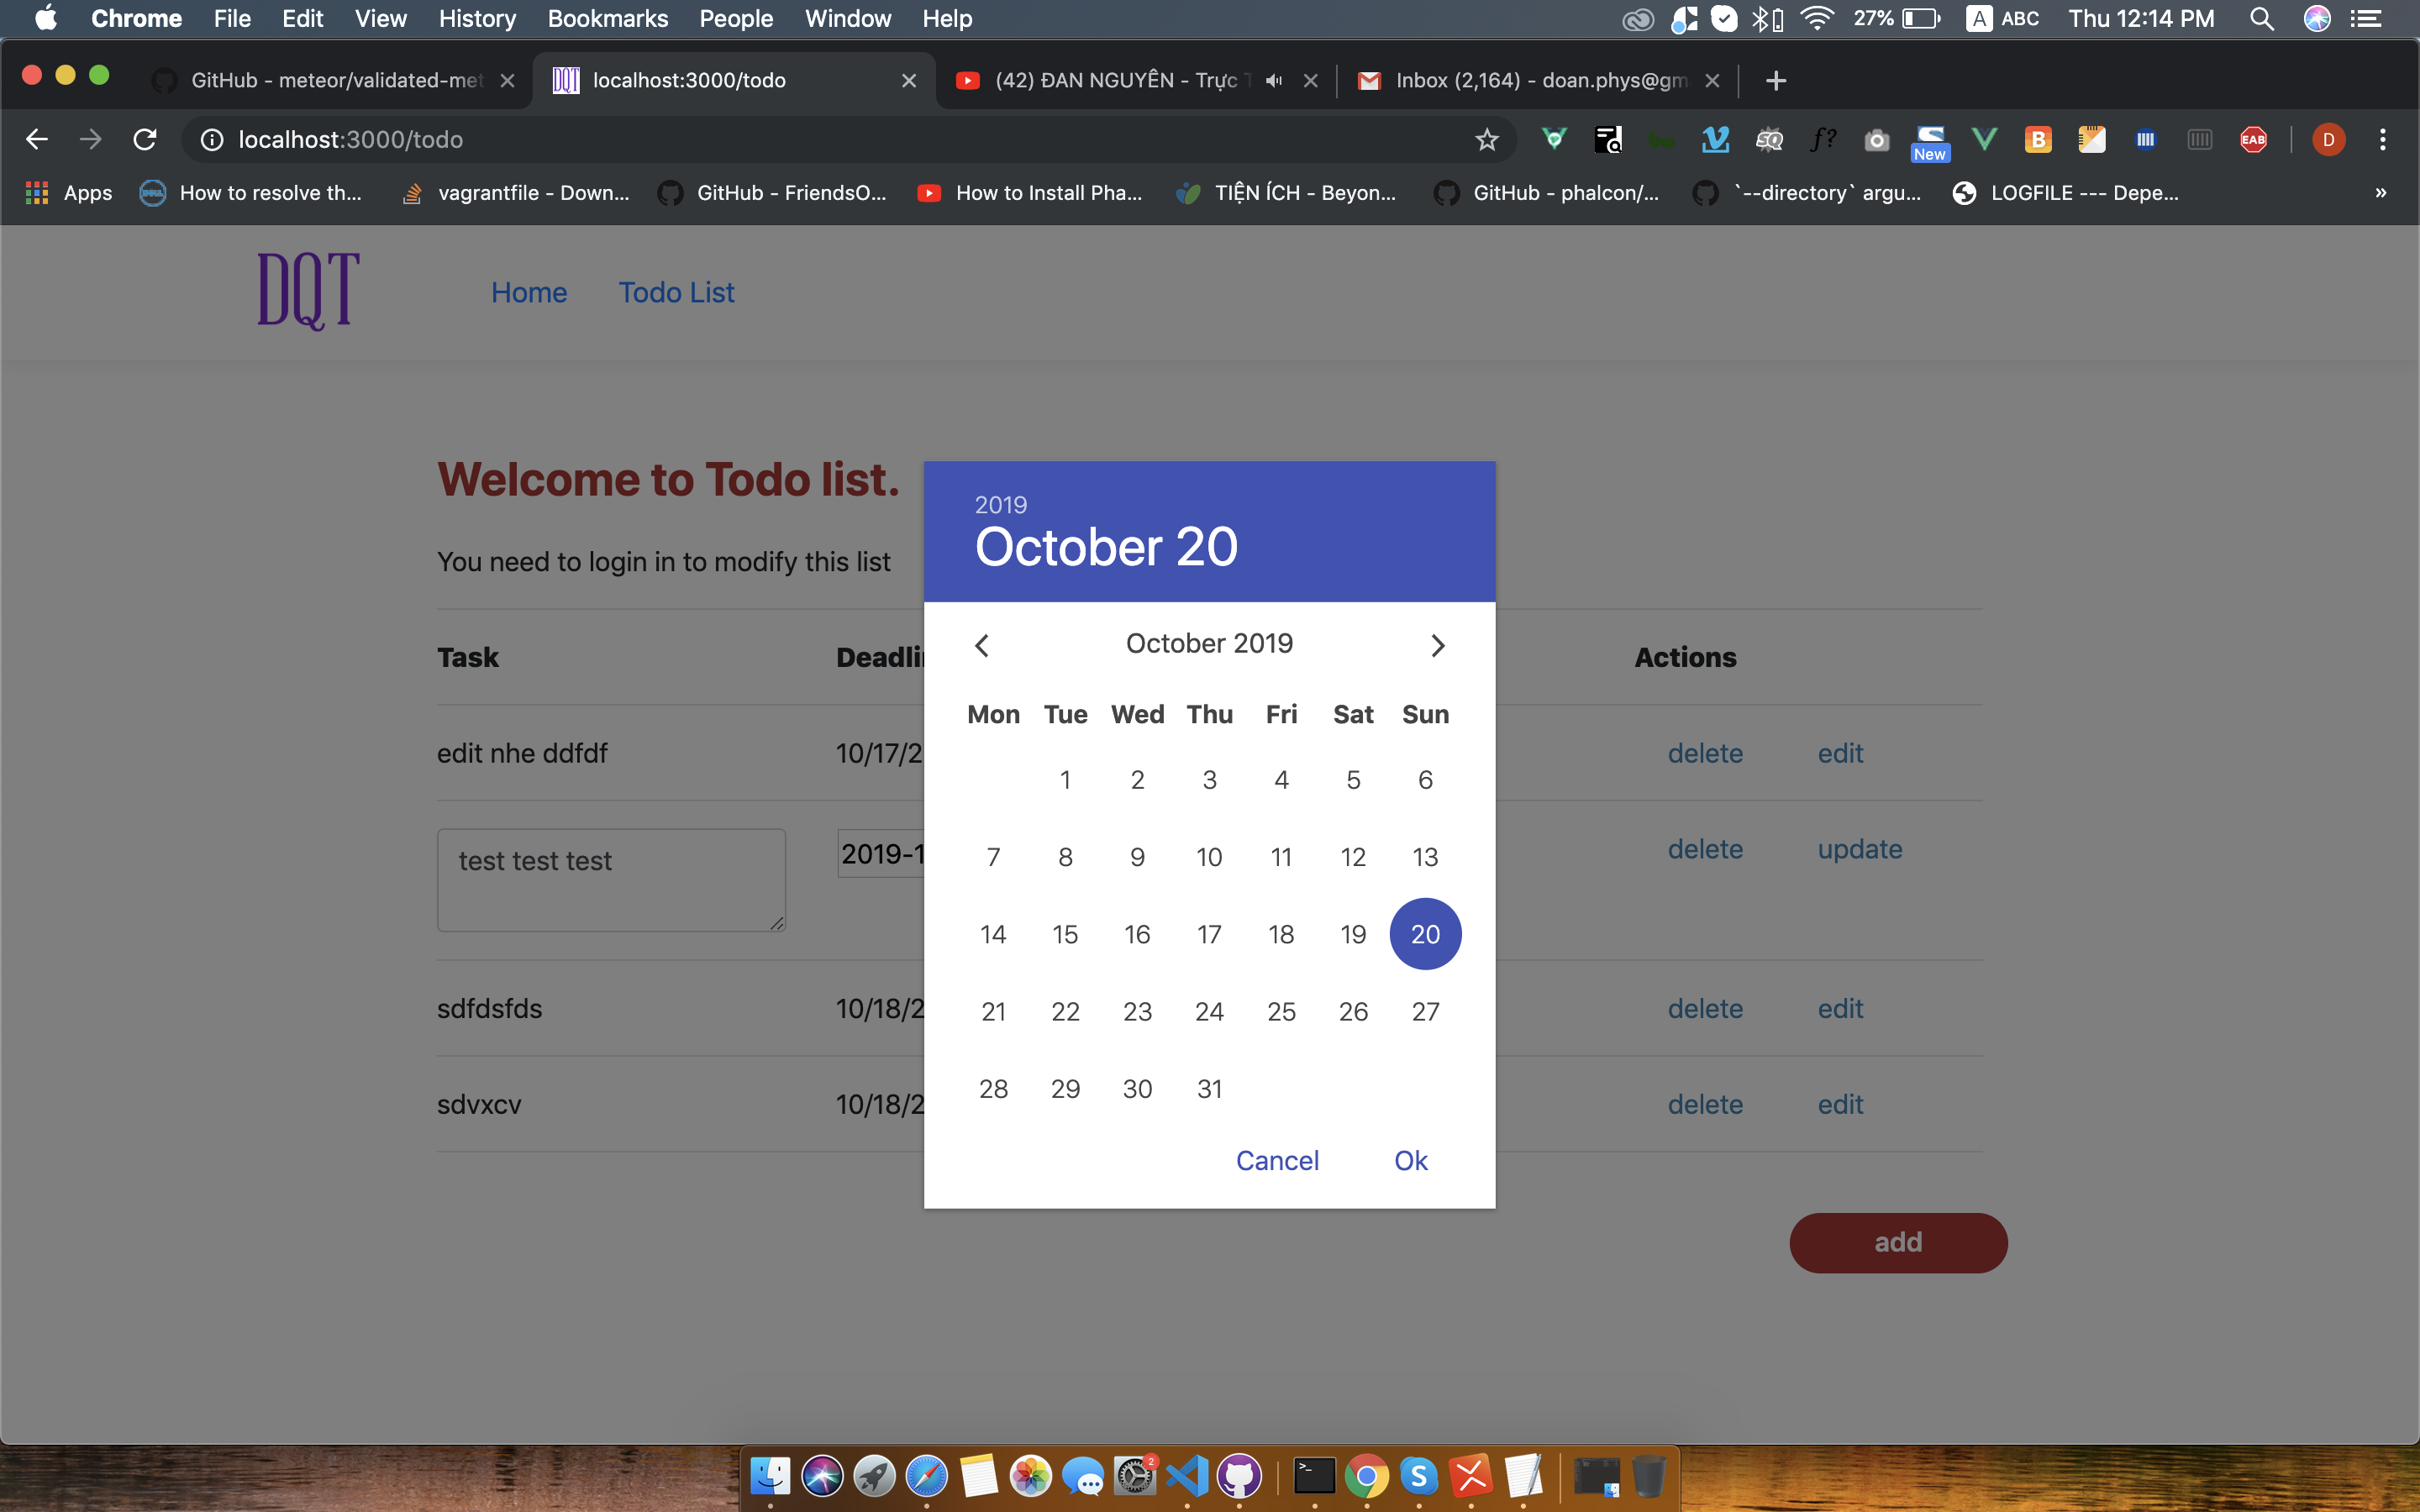 Chrome File Edit View History Bookmarks People Window Help 27% A ABC Thu 12:14 PM
GitHub - meteor/validated-met localhost:3000/todo (42) ĐAN NGUYÊN - Trực Inbox (2,164) - doan.phys@gm
localhost:3000/todo New EAB D
Apps How to resolve th... vagrantfile - Down... GitHub - FriendsO... How to Install Pha... TIỆN ÍCH - Beyon... GitHub - phalcon/... `--directory` argu... LOGFILE --- Depe... »
DQT Home Todo List
Welcome to Todo list.
You need to login in to modify this list
Task Deadli Actions
edit nhe ddfdf 10/17/2 delete edit
test test test 2019-1 delete update
sdfdsfds 10/18/2 delete edit
sdvxcv 10/18/2 delete edit
add
2019
October 20
October 2019
Mon Tue Wed Thu Fri Sat Sun
1 2 3 4 5 6
7 8 9 10 11 12 13
14 15 16 17 18 19 20
21 22 23 24 25 26 27
28 29 30 31
Cancel Ok
2